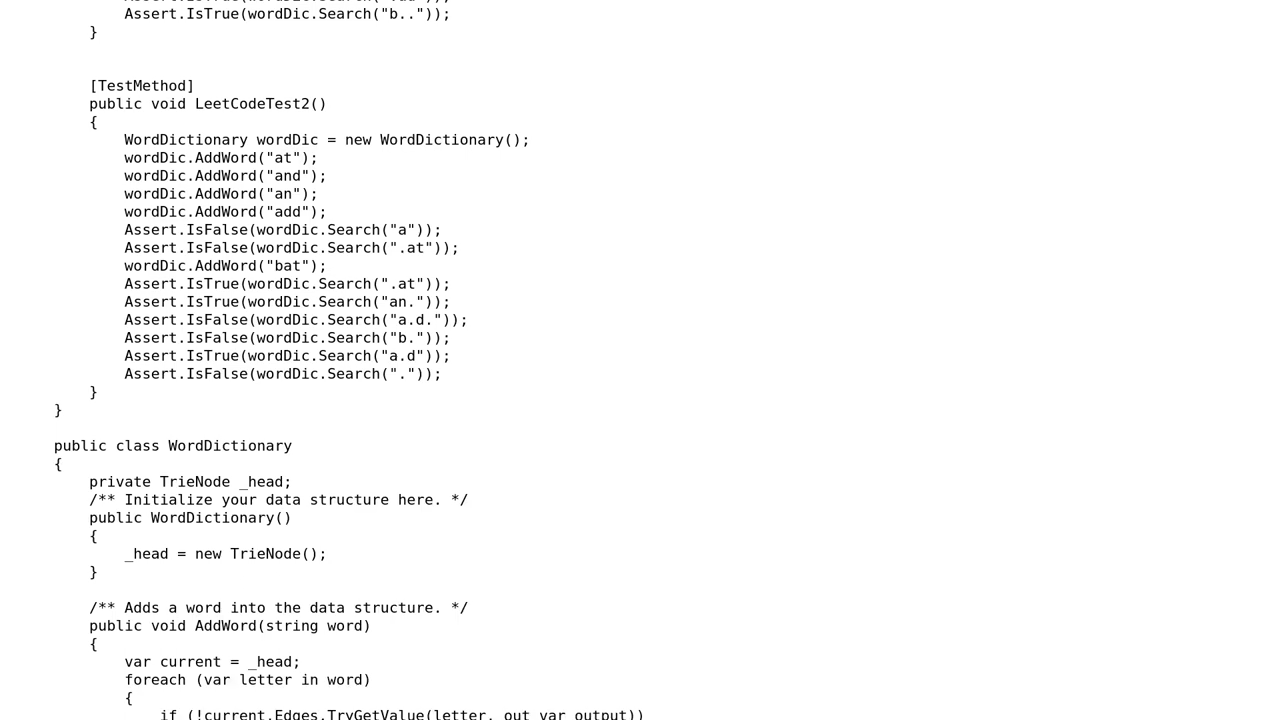 Assert.IsTrue(wordDic.Search("b.."));
}
[TestMethod]
public void LeetCodeTest2()
{
WordDictionary wordDic = new WordDictionary();
wordDic.AddWord("at");
wordDic.AddWord("and");
wordDic.AddWord("an");
wordDic.AddWord("add");
Assert.IsFalse(wordDic.Search("a"));
Assert.IsFalse(wordDic.Search(".at"));
wordDic.AddWord("bat");
Assert.IsTrue(wordDic.Search(".at"));
Assert.IsTrue(wordDic.Search("an."));
Assert.IsFalse(wordDic.Search("a.d."));
Assert.IsFalse(wordDic.Search("b."));
Assert.IsTrue(wordDic.Search("a.d"));
Assert.IsFalse(wordDic.Search("."));
}
}
public class WordDictionary
{
private TrieNode _head;
/** Initialize your data structure here. */
public WordDictionary()
{
_head = new TrieNode();
}
/** Adds a word into the data structure. */
public void AddWord(string word)
{
var current = _head;
foreach (var letter in word)
{
if (!current.Edges.TryGetValue(letter, out var output))